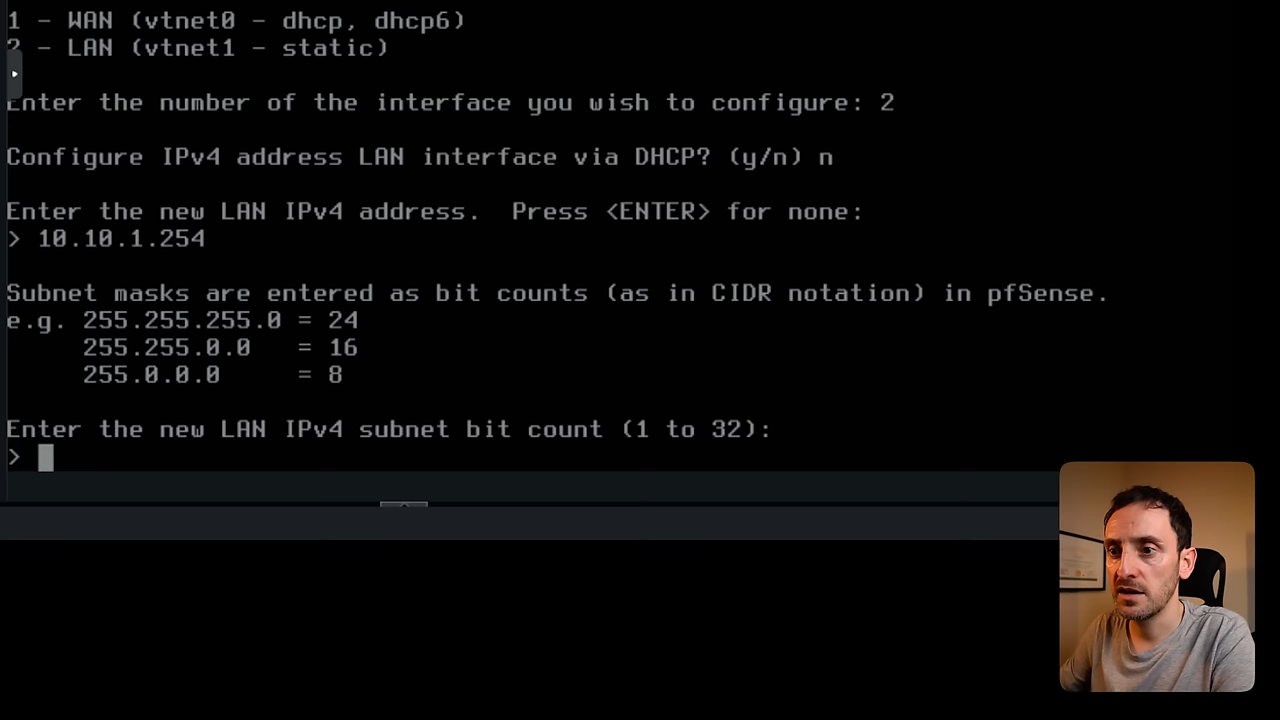 1 - WAN (vtnet0 - dhcp, dhcp6)
2 - LAN (vtnet1 - static)
Enter the number of the interface you wish to configure: 2
Configure IPv4 address LAN interface via DHCP? (y/n) n
Enter the new LAN IPv4 address.  Press <ENTER> for none:
> 10.10.1.254
Subnet masks are entered as bit counts (as in CIDR notation) in pfSense.
e.g. 255.255.255.0 = 24
     255.255.0.0   = 16
     255.0.0.0     = 8
Enter the new LAN IPv4 subnet bit count (1 to 32):
>